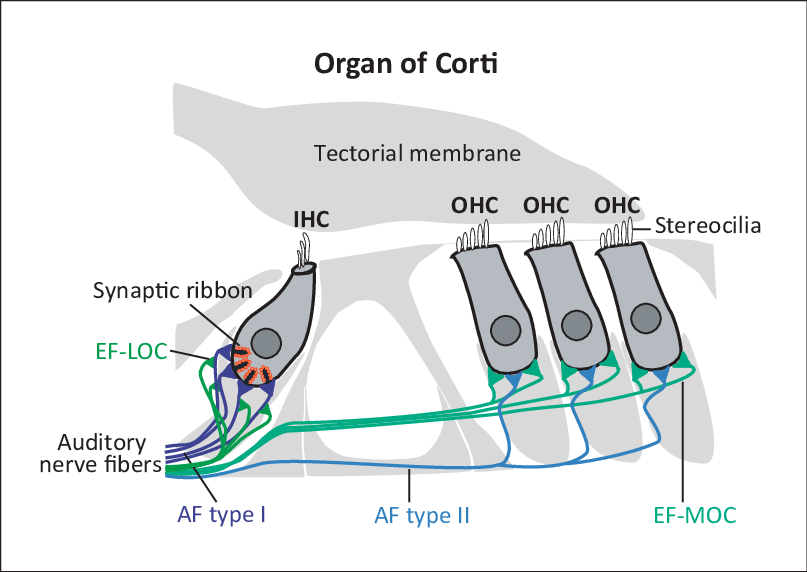 Organ of Corti
Tectorial membrane
IHC
OHC
OHC
OHC
Stereocilia
Synaptic ribbon
EF-LOC
Auditory
nerve fibers
AF type I
AF type II
EF-MOC